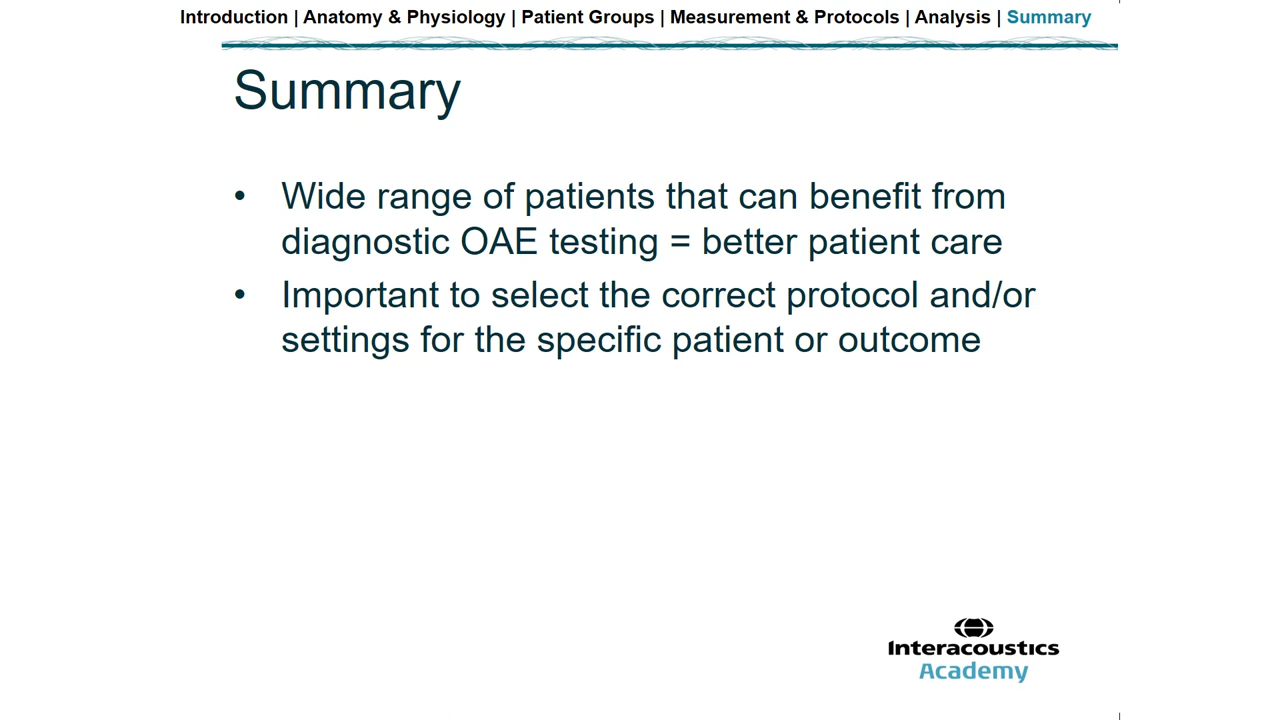 Introduction | Anatomy & Physiology | Patient Groups | Measurement & Protocols | Analysis | Summary
Summary
• Wide range of patients that can benefit from
diagnostic OAE testing = better patient care
• Important to select the correct protocol and/or
settings for the specific patient or outcome
Interacoustics
Academy